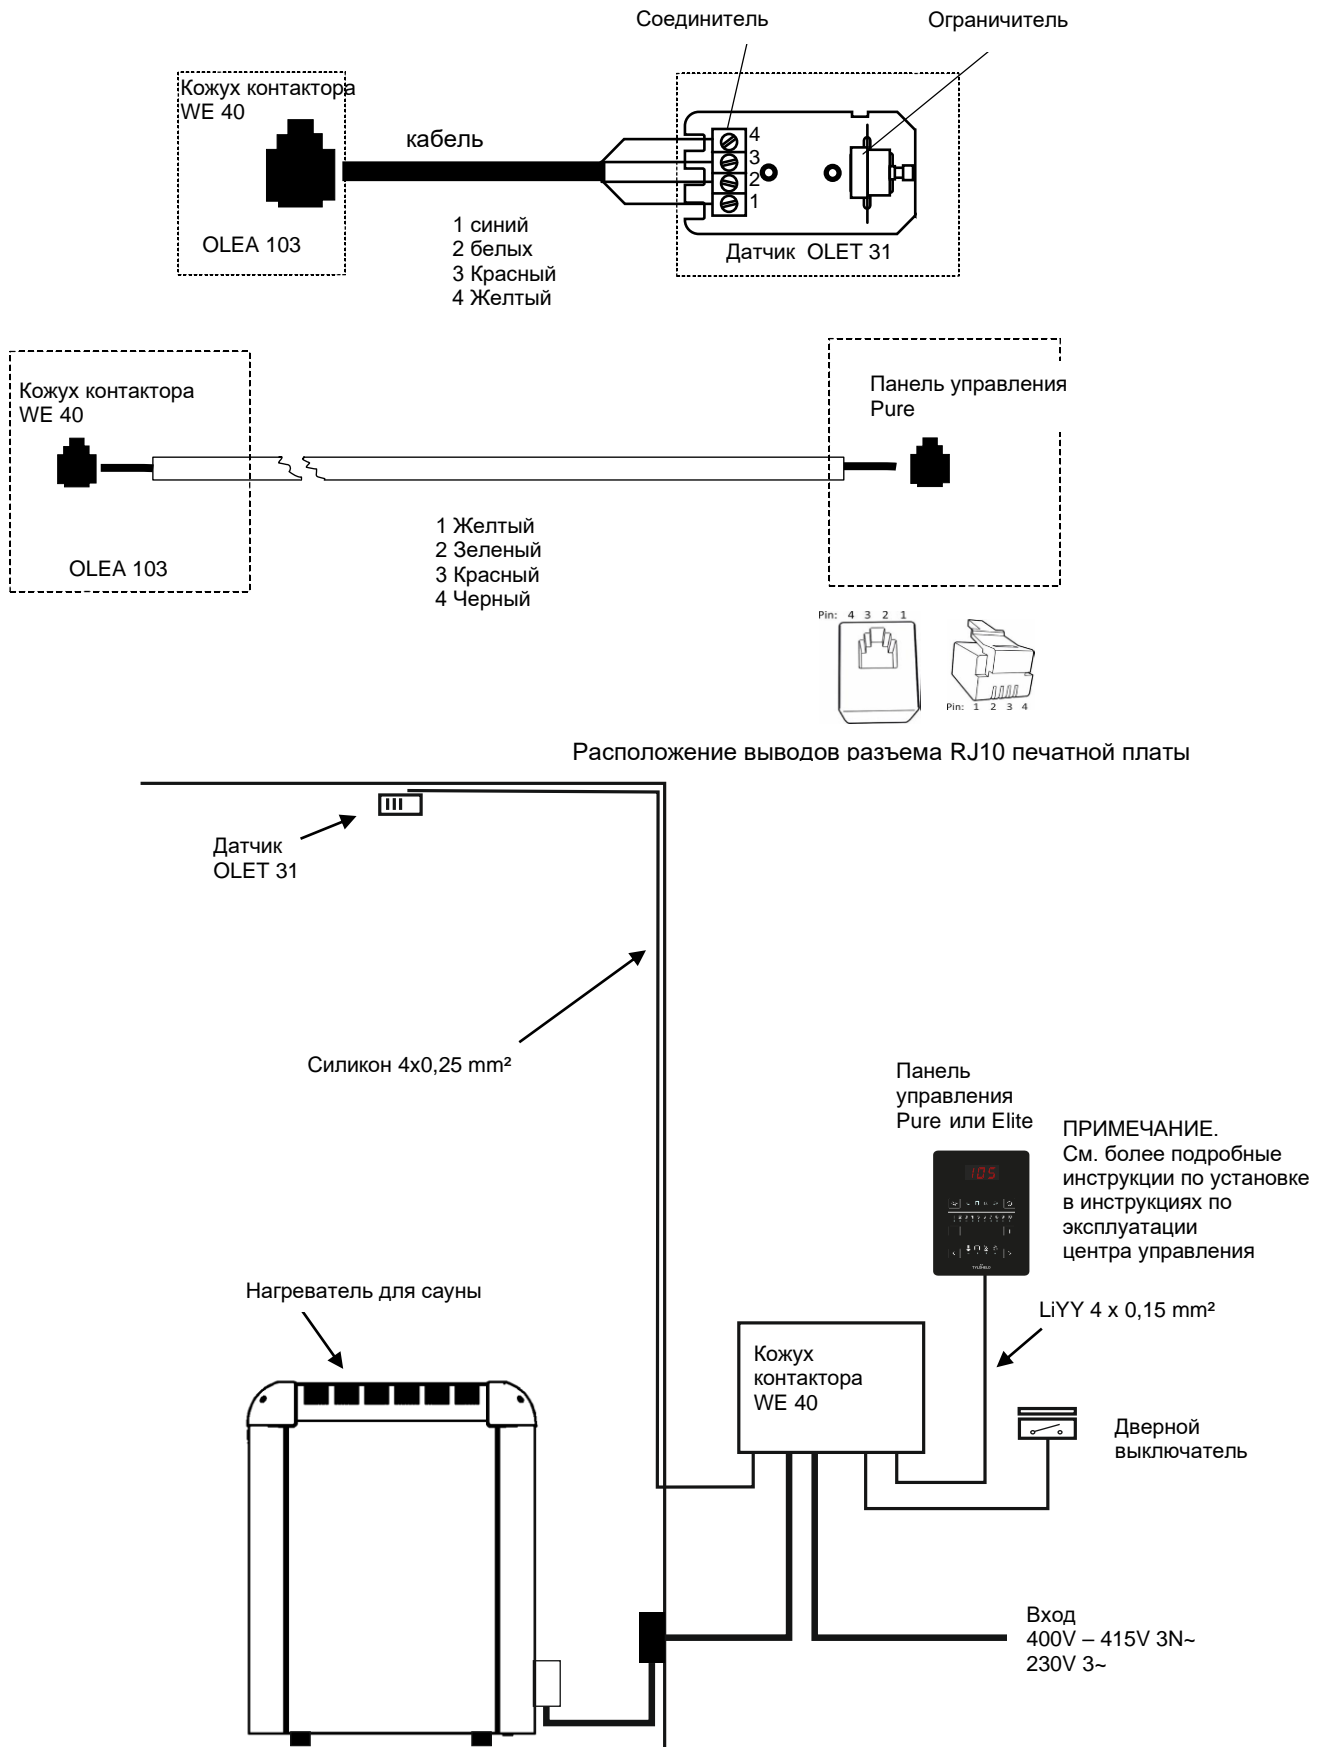 Соединитель
Ограничитель
Кожух контактора
WE 40
кабель
4
3
2
1
OLEA 103
1 синий
2 белых
3 Красный
4 Желтый
Датчик OLET 31
Кожух контактора
WE 40
Панель управления
Pure
OLEA 103
1 Желтый
2 Зеленый
3 Красный
4 Черный
Pin: 4 3 2 1
Pin: 1 2 3 4
Расположение выводов разъема RJ10 печатной платы
Датчик
OLET 31
Силикон 4x0,25 mm²
Панель
управления
Pure или Elite
ПРИМЕЧАНИЕ.
См. более подробные
инструкции по установке
в инструкциях по
эксплуатации
центра управления
105
Нагреватель для сауны
LiYY 4 x 0,15 mm²
Кожух
контактора
WE 40
Дверной
выключатель
Вход
400V – 415V 3N~
230V 3~